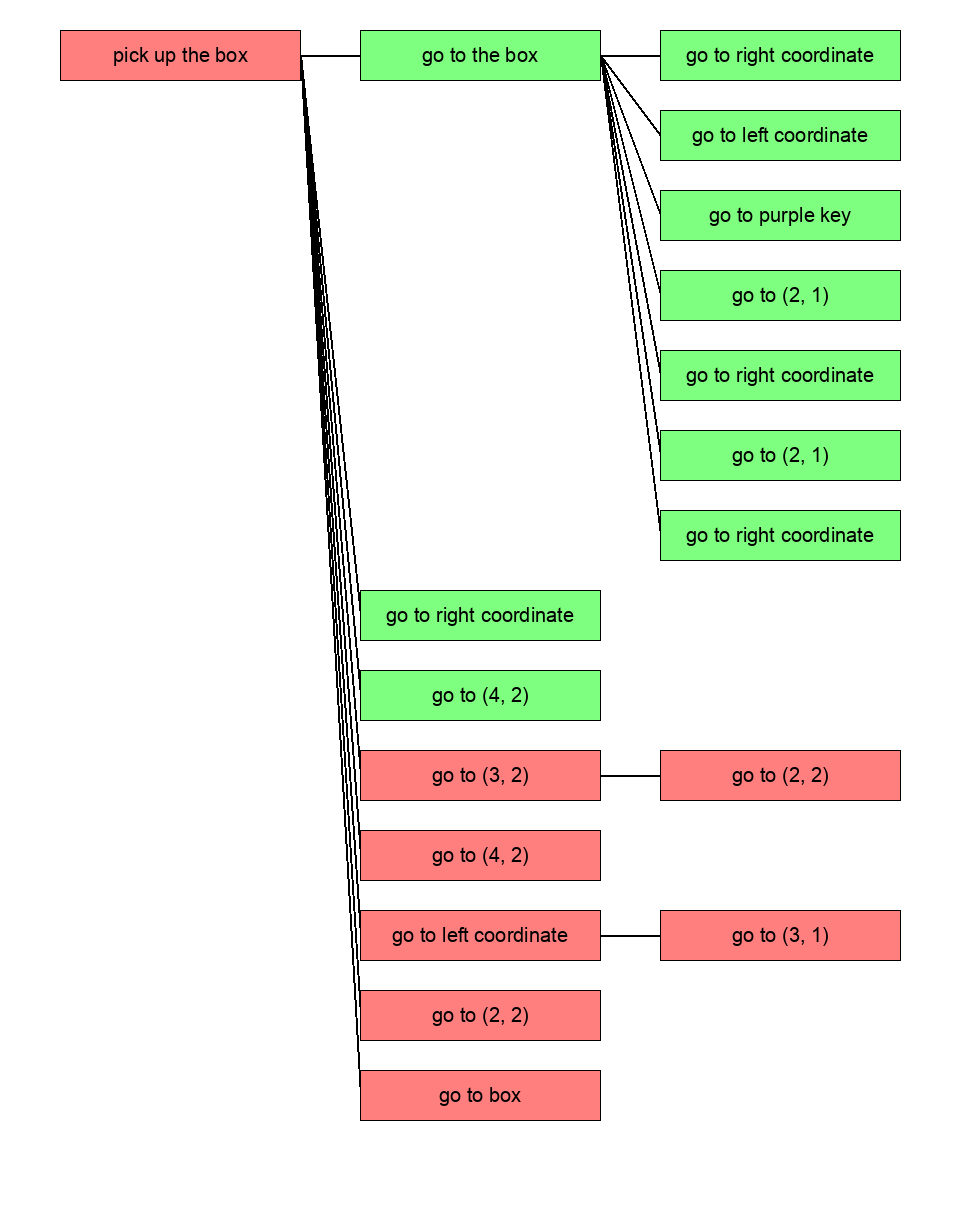 pick up the box
go to the box
go to right coordinate
go to left coordinate
go to purple key
go to (2, 1)
go to right coordinate
go to (2, 1)
go to right coordinate
go to right coordinate
go to (4, 2)
go to (3, 2)
go to (2, 2)
go to (4, 2)
go to left coordinate
go to (3, 1)
go to (2, 2)
go to box